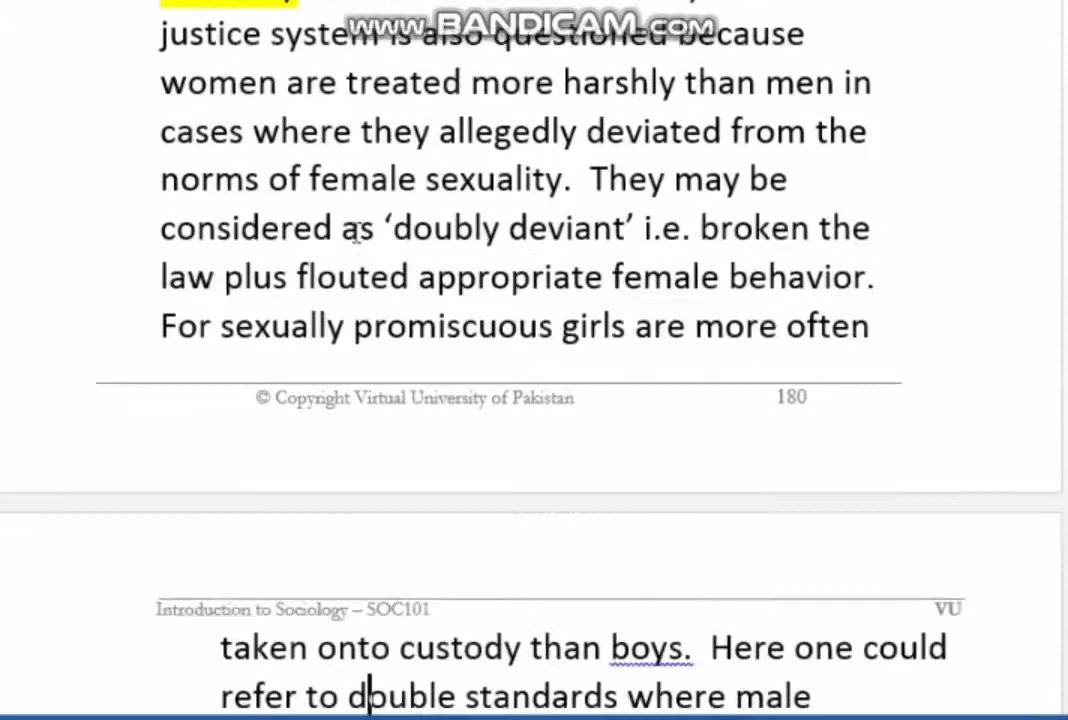 www.BANDICAM.com
justice system is also questioned because
women are treated more harshly than men in
cases where they allegedly deviated from the
norms of female sexuality. They may be
considered as ‘doubly deviant’ i.e. broken the
law plus flouted appropriate female behavior.
For sexually promiscuous girls are more often
© Copyright Virtual University of Pakistan 180
Introduction to Sociology – SOC101 VU
taken onto custody than boys. Here one could
refer to double standards where male